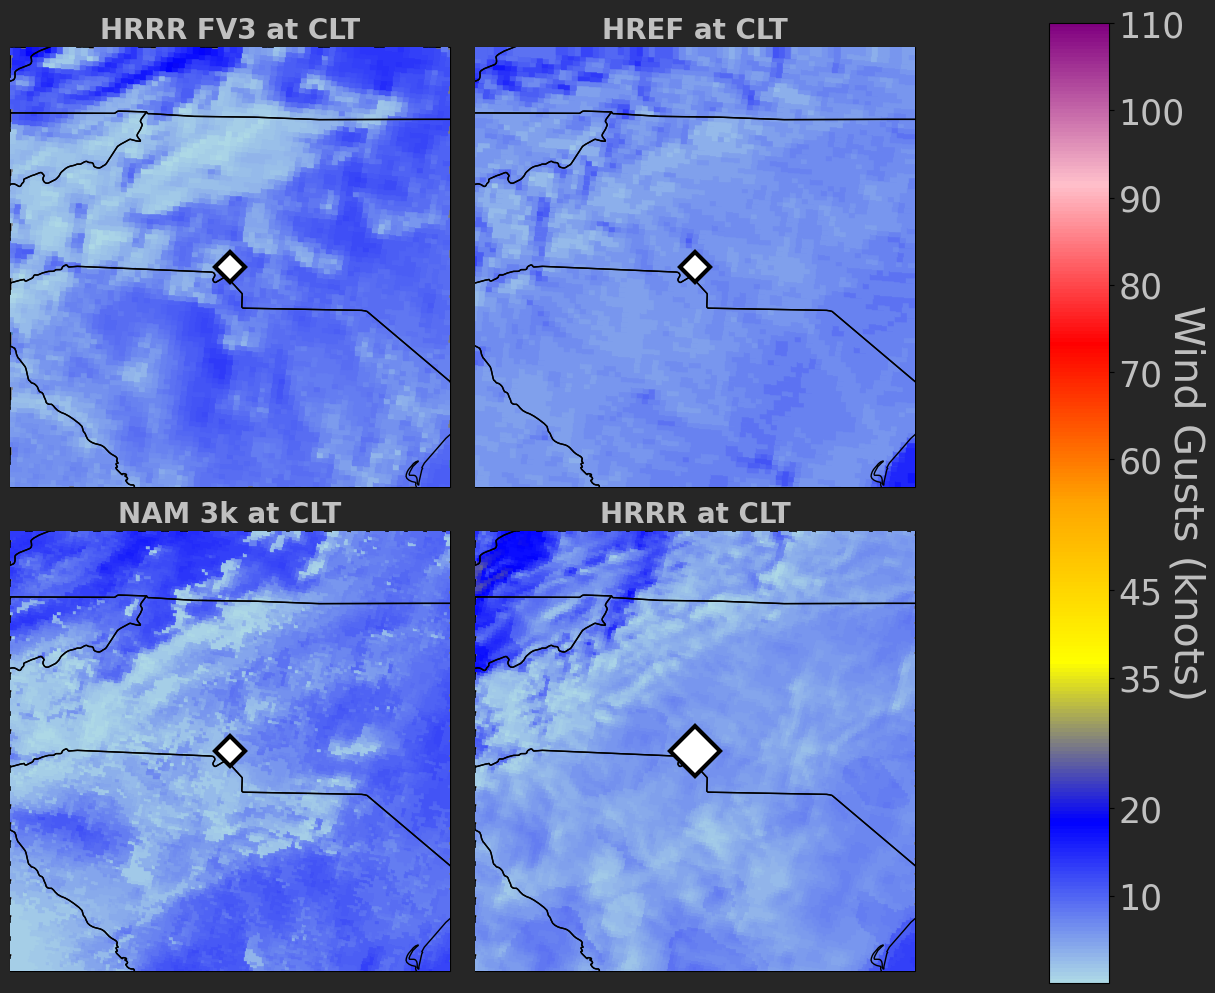 HRRR FV3 at CLT
HREF at CLT
NAM 3k at CLT
HRRR at CLT
110
100
90
80
70
60
45
35
20
10
Wind Gusts (knots)